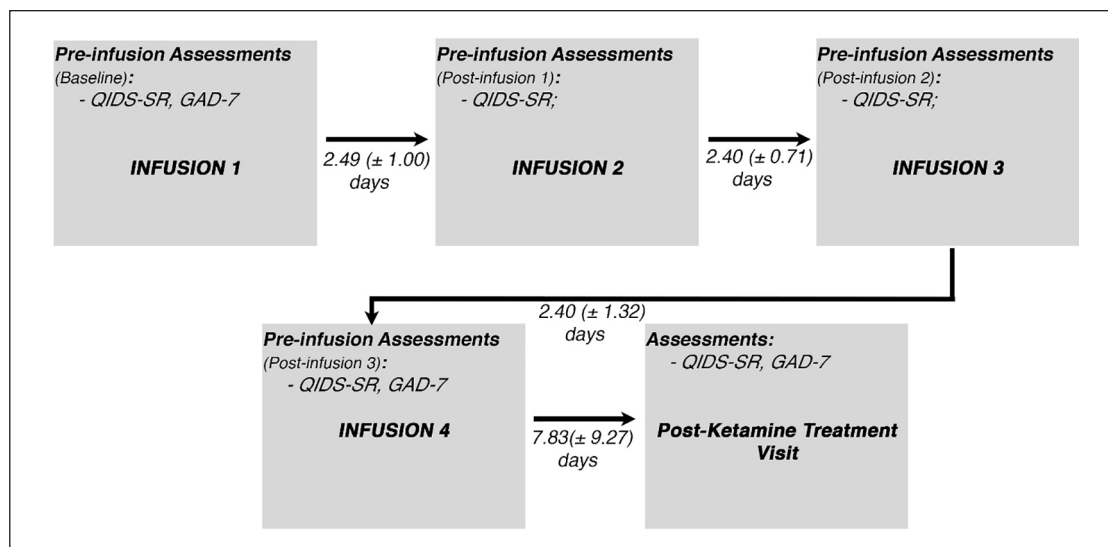 Pre-infusion Assessments
(Baseline):
- QIDS-SR, GAD-7
INFUSION 1
2.49 (± 1.00)
days
Pre-infusion Assessments
(Post-infusion 1):
- QIDS-SR;
INFUSION 2
2.40 (± 0.71)
days
Pre-infusion Assessments
(Post-infusion 2):
- QIDS-SR;
INFUSION 3
2.40 (± 1.32)
days
Pre-infusion Assessments
(Post-infusion 3):
- QIDS-SR, GAD-7
INFUSION 4
7.83(± 9.27)
days
Assessments:
- QIDS-SR, GAD-7
Post-Ketamine Treatment
Visit